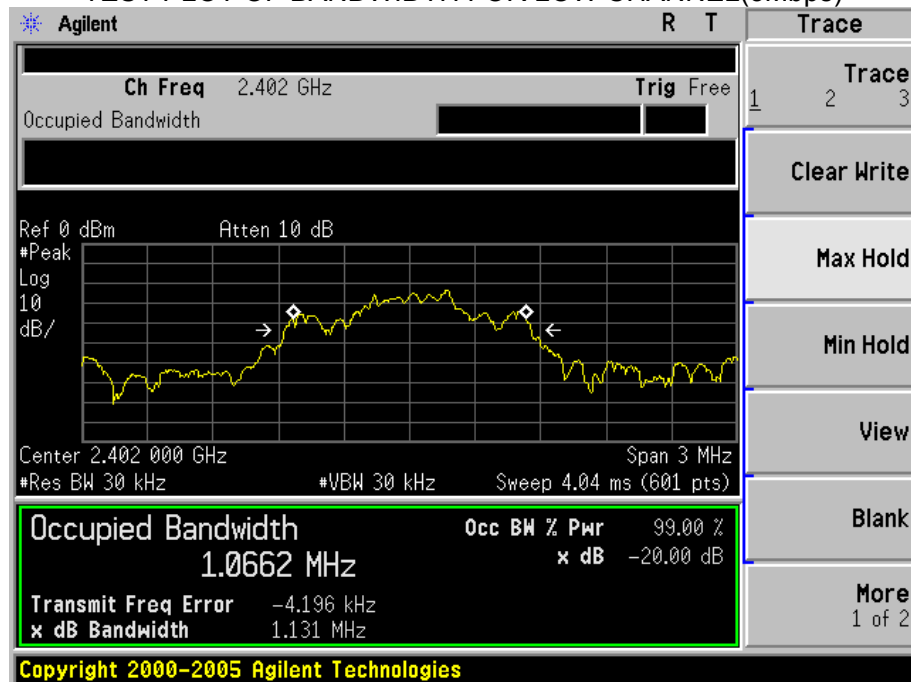 Agilent R T Trace
Ch Freq 2.402 GHz Trig Free
Occupied Bandwidth
Trace
1 2 3
Clear Write
Max Hold
Min Hold
View
Blank
More
1 of 2
Ref 0 dBm Atten 10 dB
#Peak
Log
10
dB/
Center 2.402 000 GHz Span 3 MHz
#Res BW 30 kHz #VBW 30 kHz Sweep 4.04 ms (601 pts)
Occupied Bandwidth Occ BW % Pwr 99.00 %
1.0662 MHz x dB -20.00 dB
Transmit Freq Error -4.196 kHz
x dB Bandwidth 1.131 MHz
Copyright 2000-2005 Agilent Technologies